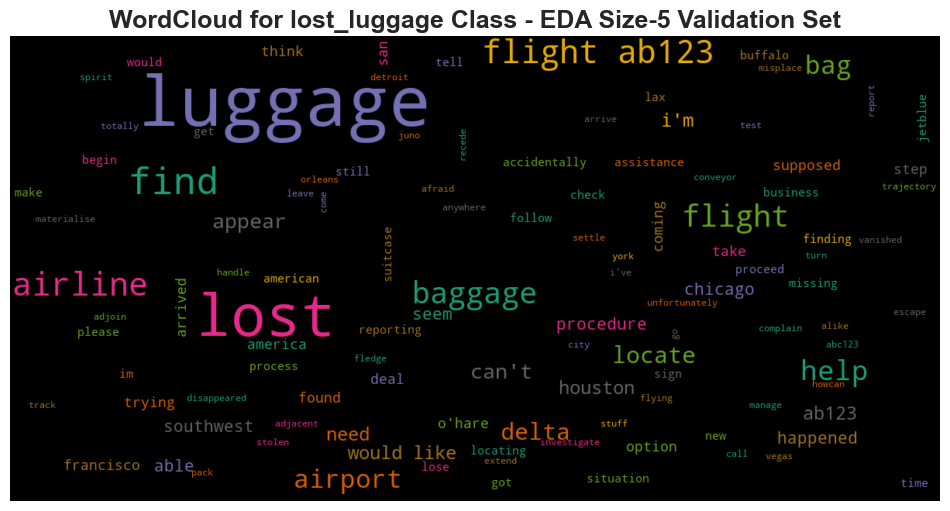 WordCloud for lost_luggage Class - EDA Size-5 Validation Set
think
san
flight ab123
buffalo
would
tell
misplace
bag
spirit
detroit
luggage
lax
report
jetblue
totally
get
juno
recede
arrive
i'm
test
begin
accidentally
assistance
supposed
step
find
still
orleans
conveyor
trajectory
make
leave
come
afraid
check
business
materialise
appear
anywhere
follow
flight
suitcase
settle
coming
finding
vanished
take
turn
york
airline
handle
american
i've
proceed
missing
arrived
lost
baggage
chicago
adjoin
seem
unfortunately
escape
please
reporting
procedure
go
complain
alike
america
city
abc123
process
fledge
locate
im
deal
can't
sign
help
houston
howcan
track
trying
disappeared
found
flying
manage
ab123
southwest
adjacent
o'hare
delta
stuff
new
happened
need
stolen
investigate
option
would like
locating
call
francisco
able
lose
extend
vegas
pack
airport
got
situation
time